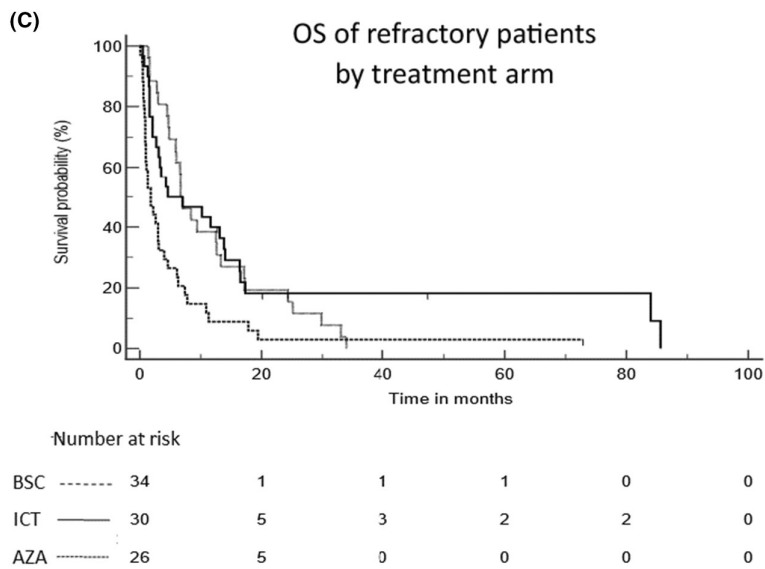 (C)
OS of refractory patients
by treatment arm
Survival probability (%)
100
80
60
40
20
0
0 20 40 60 80 100
Time in months
Number at risk
BSC 34 1 1 1 0 0
ICT 30 5 3 2 2 0
AZA 26 5 0 0 0 0